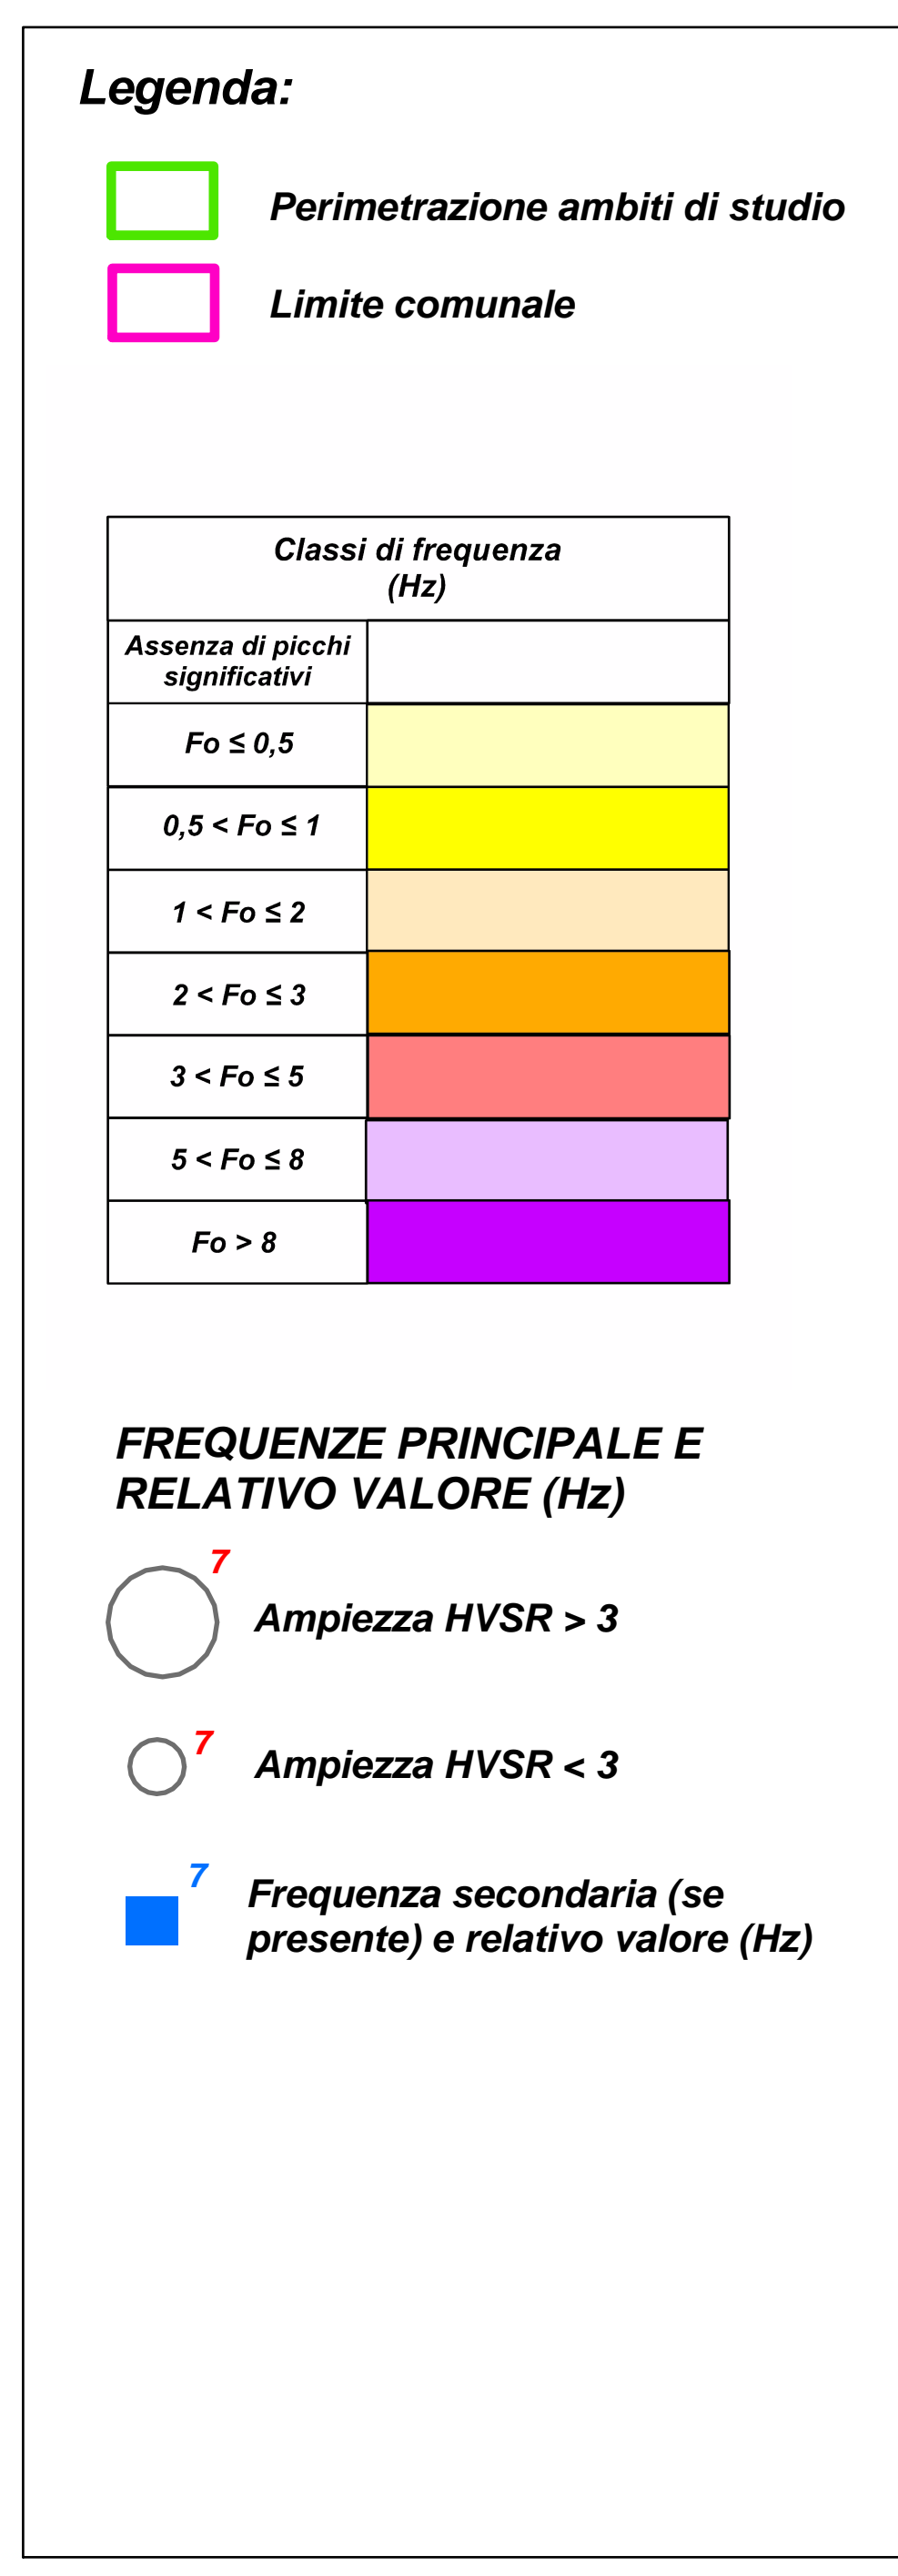 Legenda:
Perimetrazione ambiti di studio
Limite comunale
Classi di frequenza
(Hz)
Assenza di picchi
significativi
Fo ≤ 0,5
0,5 < Fo ≤ 1
1 < Fo ≤ 2
2 < Fo ≤ 3
3 < Fo ≤ 5
5 < Fo ≤ 8
Fo > 8
FREQUENZE PRINCIPALE E
RELATIVO VALORE (Hz)
7
Ampiezza HVSR > 3
7
Ampiezza HVSR < 3
7
Frequenza secondaria (se
presente) e relativo valore (Hz)